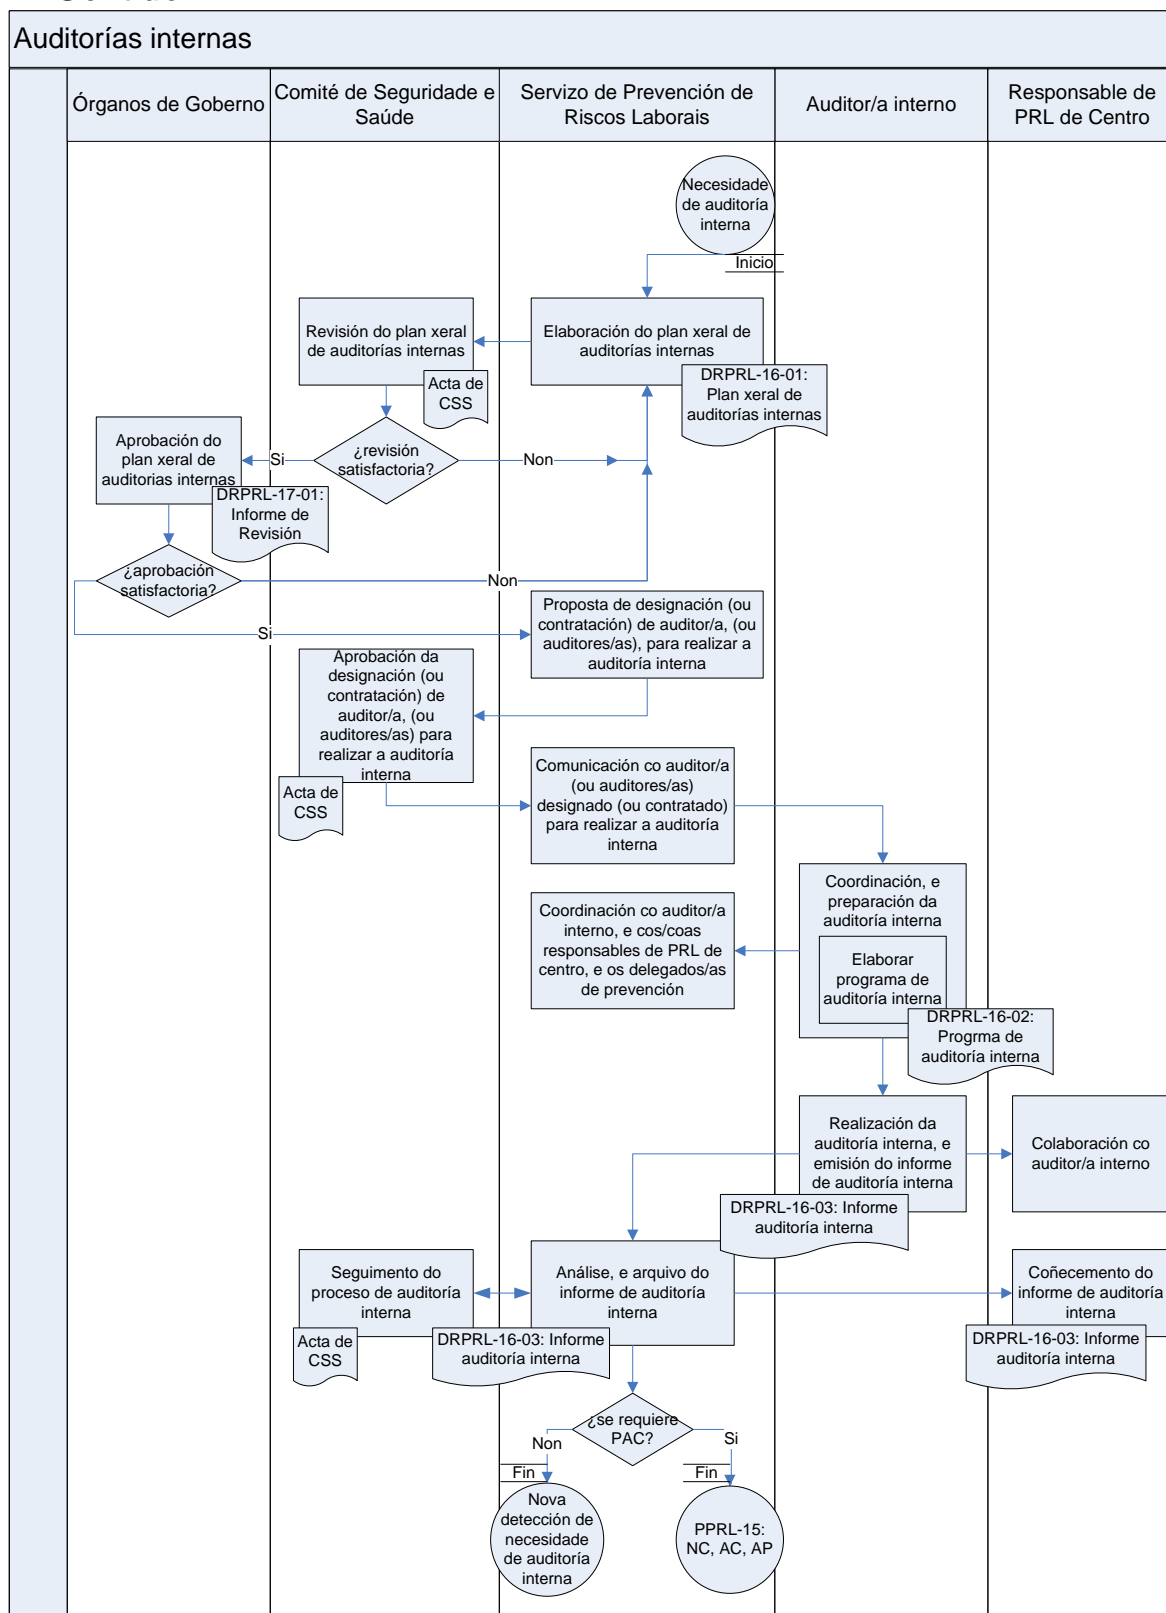 Auditorías internas
Órganos de Goberno
Comité de Seguridade e
Saúde
Servizo de Prevención de
Riscos Laborais
Auditor/a interno
Responsable de
PRL de Centro
Necesidade
de auditoría
interna
Inicio
Revisión do plan xeral
de auditorías internas
Acta de
CSS
Elaboración do plan xeral de
auditorías internas
DRPRL-16-01:
Plan xeral de
auditorías internas
Aprobación do
plan xeral de
auditorias internas
DRPRL-17-01:
Informe de
Revisión
Si
¿revisión
satisfactoria?
Non
¿aprobación
satisfactoria?
Non
Si
Proposta de designación (ou
contratación) de auditor/a, (ou
auditores/as), para realizar a
auditoría interna
Aprobación da
designación (ou
contratación) de
auditor/a, (ou
auditores/as) para
realizar a auditoría
interna
Acta de
CSS
Comunicación co auditor/a
(ou auditores/as)
designado (ou contratado)
para realizar a auditoría
interna
Coordinación, e
preparación da
auditoría interna
Elaborar
programa de
auditoría interna
DRPRL-16-02:
Progrma de
auditoría interna
Coordinación co auditor/a
interno, e cos/coas
responsables de PRL de
centro, e os delegados/as
de prevención
Realización da
auditoría interna, e
emisión do informe
de auditoría interna
DRPRL-16-03: Informe
auditoría interna
Colaboración co
auditor/a interno
Seguimento do
proceso de auditoría
interna
Acta de
CSS
Análise, e arquivo do
informe de auditoría
interna
DRPRL-16-03: Informe
auditoría interna
Coñecemento do
informe de auditoría
interna
DRPRL-16-03: Informe
auditoría interna
¿se requiere
PAC?
Non
Si
Fin
Fin
Nova
detección de
necesidade
de auditoría
interna
PPRL-15:
NC, AC, AP